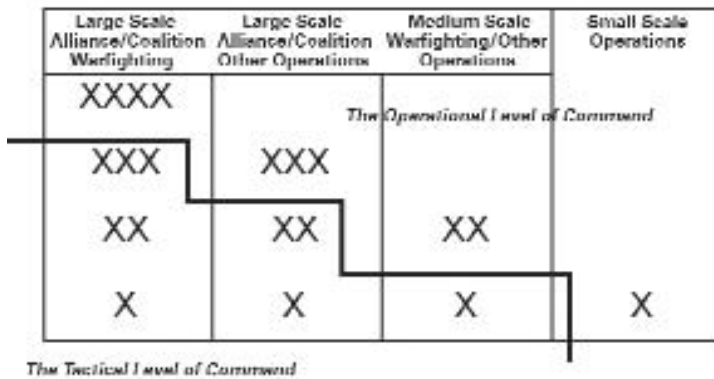 Large Scale
Alliance/Coalition
Warfighting
Large Scale
Alliance/Coalition
Other Operations
Medium Scale
Warfighting/Other
Operations
Small Scale
Operations
XXXX
The Operational Level of Command
XXX XXX
XX XX XX
X X X X
The Tactical Level of Command